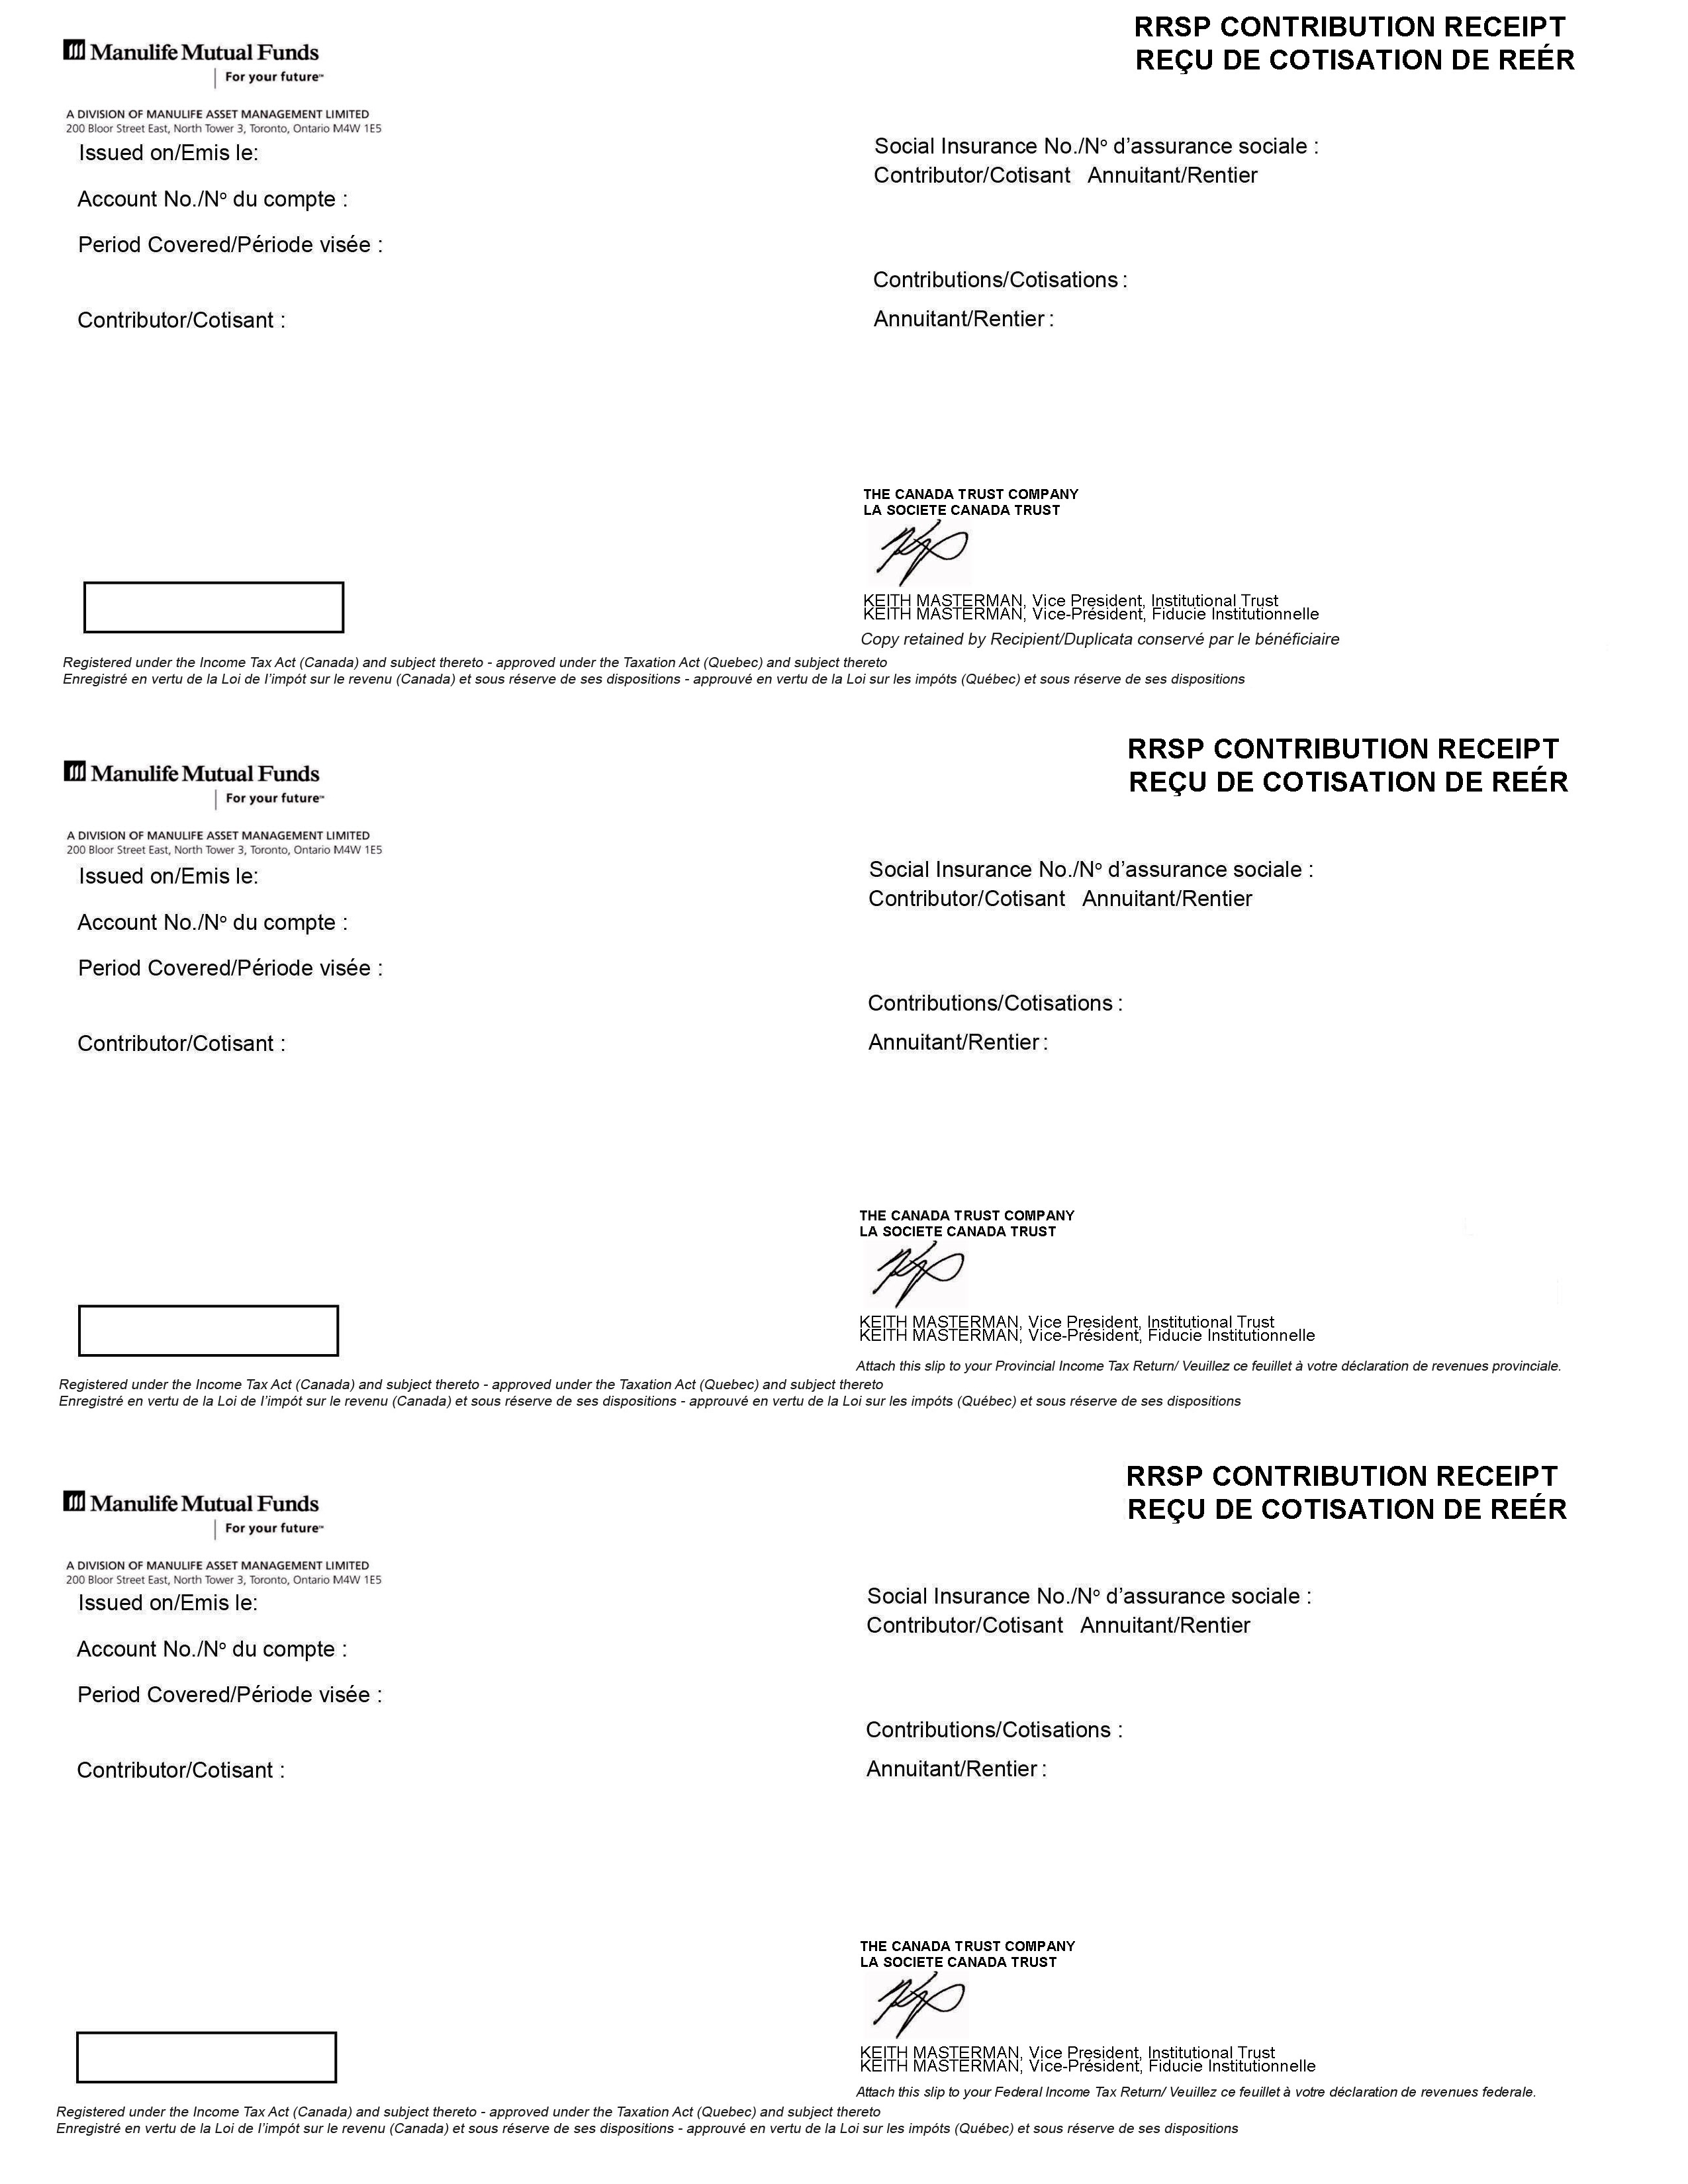 Manulife Mutual Funds
For your future™
RRSP CONTRIBUTION RECEIPT
REÇU DE COTISATION DE REÉR
A DIVISION OF MANULIFE ASSET MANAGEMENT LIMITED
200 Bloor Street East, North Tower 3, Toronto, Ontario M4W 1E5
Issued on/Emis le:
Account No./Nº du compte :
Period Covered/Période visée :
Contributor/Cotisant :
Social Insurance No./Nº d’assurance sociale :
Contributor/Cotisant Annuitant/Rentier
Contributions/Cotisations :
Annuitant/Rentier :
THE CANADA TRUST COMPANY
LA SOCIETE CANADA TRUST
KEITH MASTERMAN, Vice President, Institutional Trust
KEITH MASTERMAN, Vice-Président, Fiducie Institutionnelle
Copy retained by Recipient/Duplicata conservé par le bénéficiaire
Registered under the Income Tax Act (Canada) and subject thereto - approved under the Taxation Act (Quebec) and subject thereto
Enregistré en vertu de la Loi de l’impót sur le revenu (Canada) et sous réserve de ses dispositions - approuvé en vertu de la Loi sur les impóts (Québec) et sous réserve de ses dispositions
Manulife Mutual Funds
For your future™
RRSP CONTRIBUTION RECEIPT
REÇU DE COTISATION DE REÉR
A DIVISION OF MANULIFE ASSET MANAGEMENT LIMITED
200 Bloor Street East, North Tower 3, Toronto, Ontario M4W 1E5
Issued on/Emis le:
Account No./Nº du compte :
Period Covered/Période visée :
Contributor/Cotisant :
Social Insurance No./Nº d’assurance sociale :
Contributor/Cotisant Annuitant/Rentier
Contributions/Cotisations :
Annuitant/Rentier :
THE CANADA TRUST COMPANY
LA SOCIETE CANADA TRUST
KEITH MASTERMAN, Vice President, Institutional Trust
KEITH MASTERMAN, Vice-Président, Fiducie Institutionnelle
Attach this slip to your Provincial Income Tax Return/ Veuillez ce feuillet à votre déclaration de revenues provinciale.
Registered under the Income Tax Act (Canada) and subject thereto - approved under the Taxation Act (Quebec) and subject thereto
Enregistré en vertu de la Loi de l’impót sur le revenu (Canada) et sous réserve de ses dispositions - approuvé en vertu de la Loi sur les impóts (Québec) et sous réserve de ses dispositions
Manulife Mutual Funds
For your future™
RRSP CONTRIBUTION RECEIPT
REÇU DE COTISATION DE REÉR
A DIVISION OF MANULIFE ASSET MANAGEMENT LIMITED
200 Bloor Street East, North Tower 3, Toronto, Ontario M4W 1E5
Issued on/Emis le:
Account No./Nº du compte :
Period Covered/Période visée :
Contributor/Cotisant :
Social Insurance No./Nº d’assurance sociale :
Contributor/Cotisant Annuitant/Rentier
Contributions/Cotisations :
Annuitant/Rentier :
THE CANADA TRUST COMPANY
LA SOCIETE CANADA TRUST
KEITH MASTERMAN, Vice President, Institutional Trust
KEITH MASTERMAN, Vice-Président, Fiducie Institutionnelle
Attach this slip to your Federal Income Tax Return/ Veuillez ce feuillet à votre déclaration de revenues federale.
Registered under the Income Tax Act (Canada) and subject thereto - approved under the Taxation Act (Quebec) and subject thereto
Enregistré en vertu de la Loi de l’impót sur le revenu (Canada) et sous réserve de ses dispositions - approuvé en vertu de la Loi sur les impóts (Québec) et sous réserve de ses dispositions